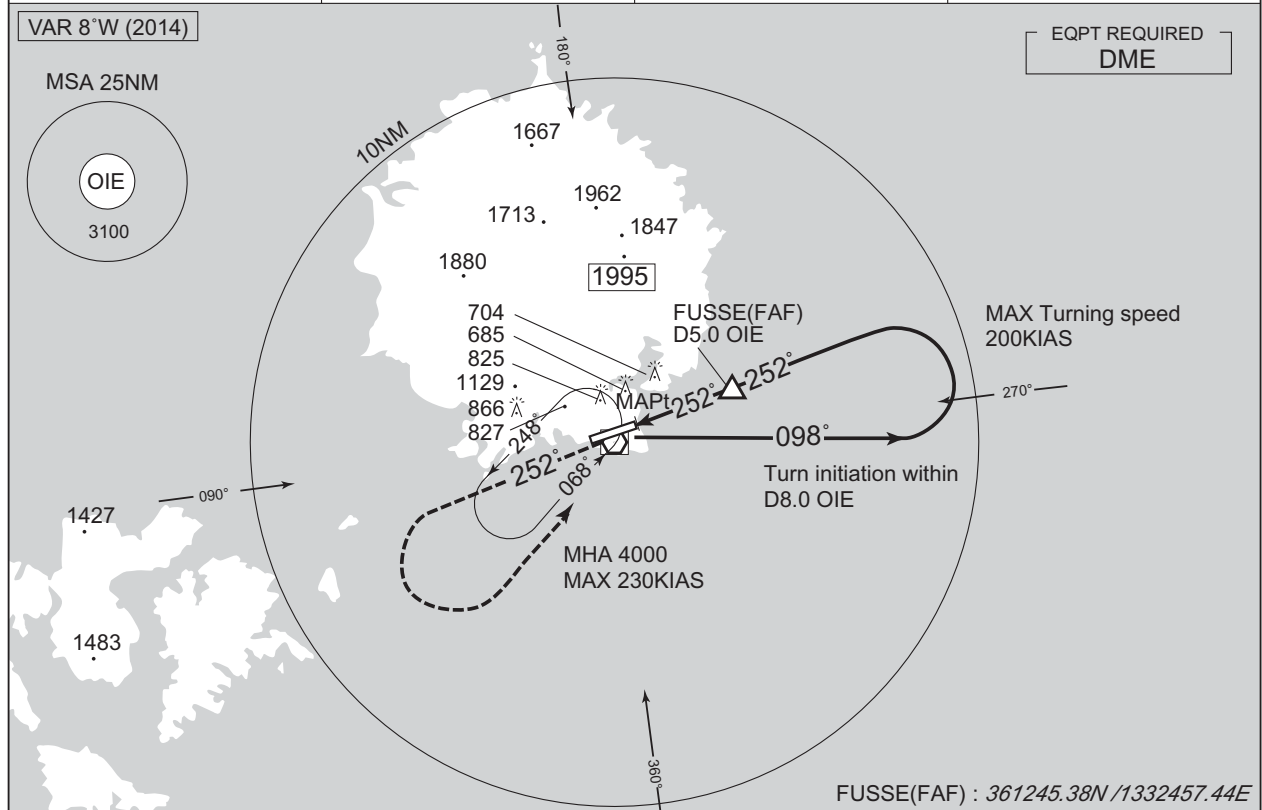 VAR 8˚W (2014)
EQPT REQUIRED
DME
MSA 25NM
OIE
3100
10NM
180˚
1667
1962
1713
1847
1880
1995
704
685
825
1129
866
827
FUSSE(FAF)
D5.0 OIE
MAX Turning speed
200KIAS
MAPt
252˚
252˚
270˚
248˚
252˚
068˚
098˚
Turn initiation within
D8.0 OIE
090˚
1427
MHA 4000
MAX 230KIAS
1483
360˚
FUSSE(FAF) : 361245.38N /1332457.44E